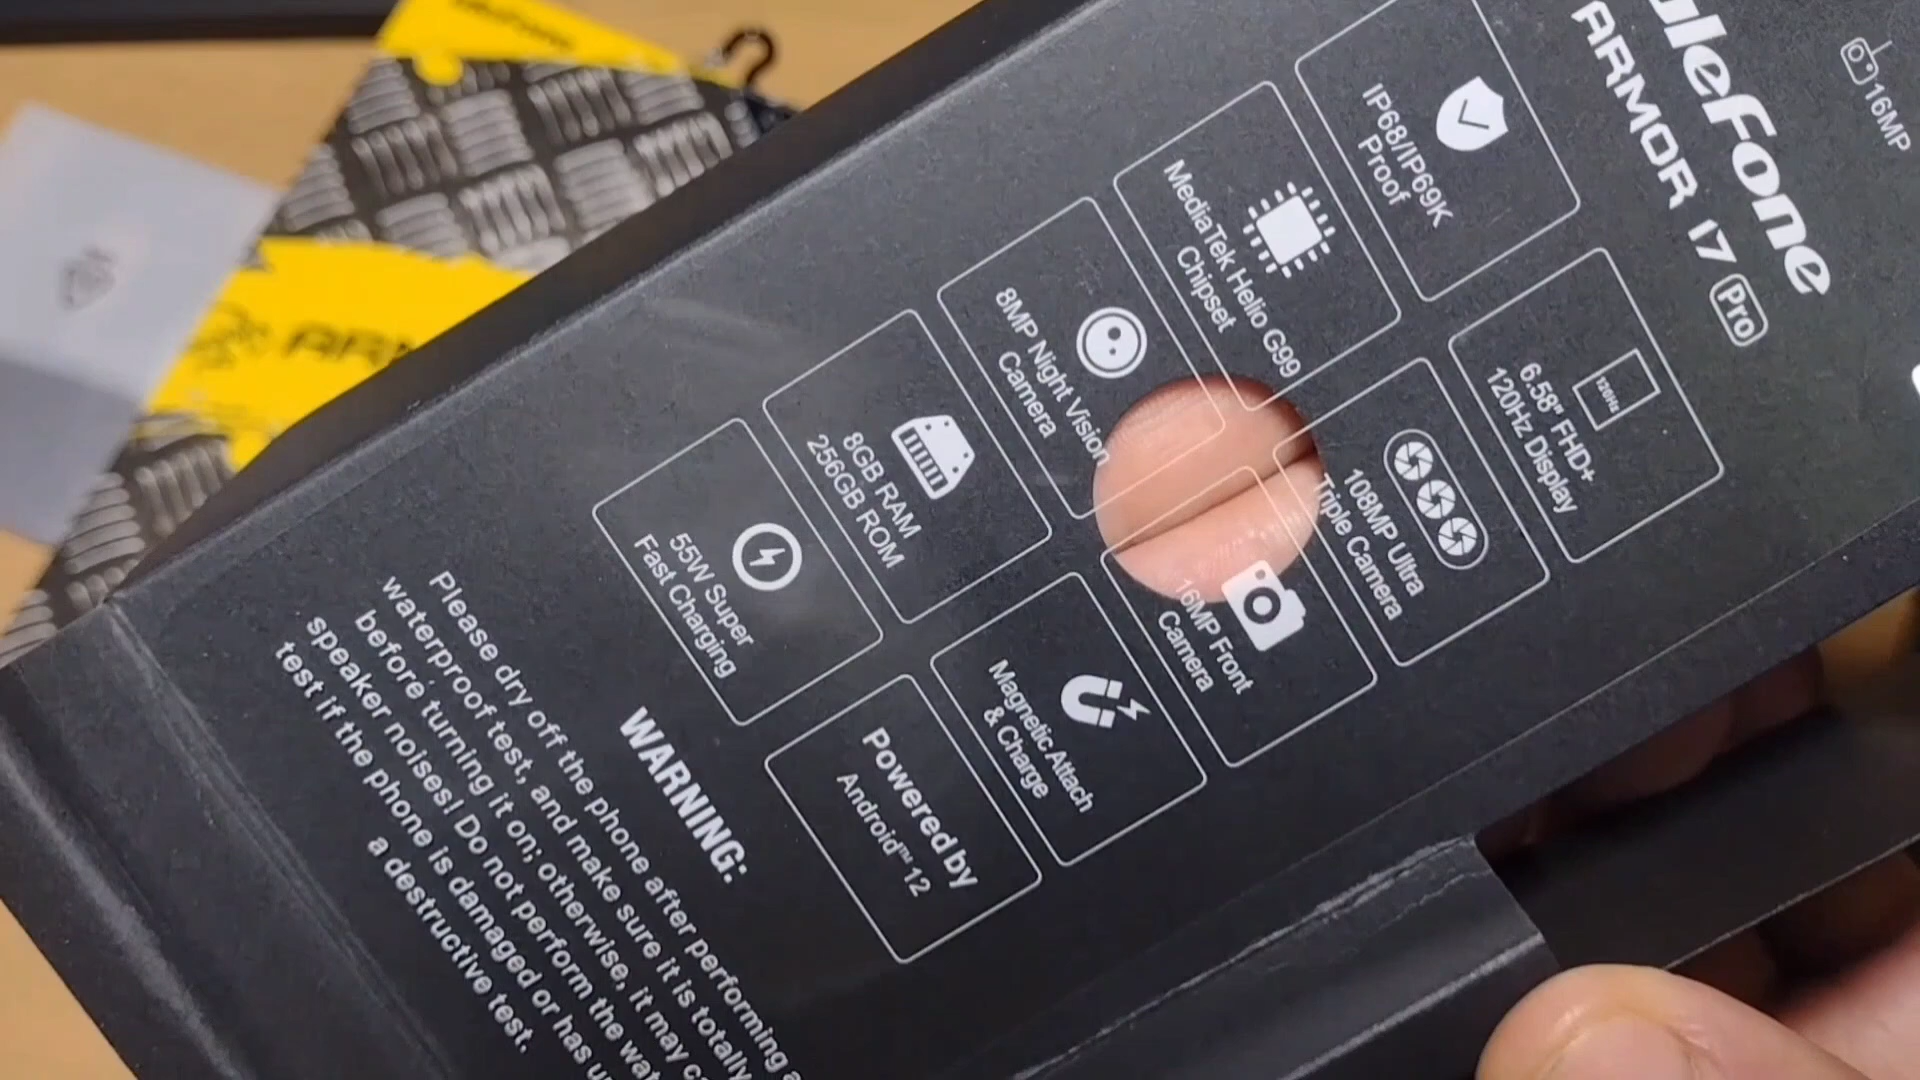 uleFone
ARMOR 17 Pro
16MP
IP68/IP69K
Proof
120Hz
6.58" FHD+
120Hz Display
MediaTek Helio G99
Chipset
108MP Ultra
Triple Camera
8MP Night Vision
Camera
16MP Front
Camera
8GB RAM
256GB ROM
Magnetic Attach
& Charge
55W Super
Fast Charging
Powered by
Android™ 12
WARNING:
Please dry off the phone after performing a
waterproof test, and make sure it is totally
before turning it on; otherwise, it may
speaker noises! Do not perform the
test if the phone is damaged or has
a destructive test.